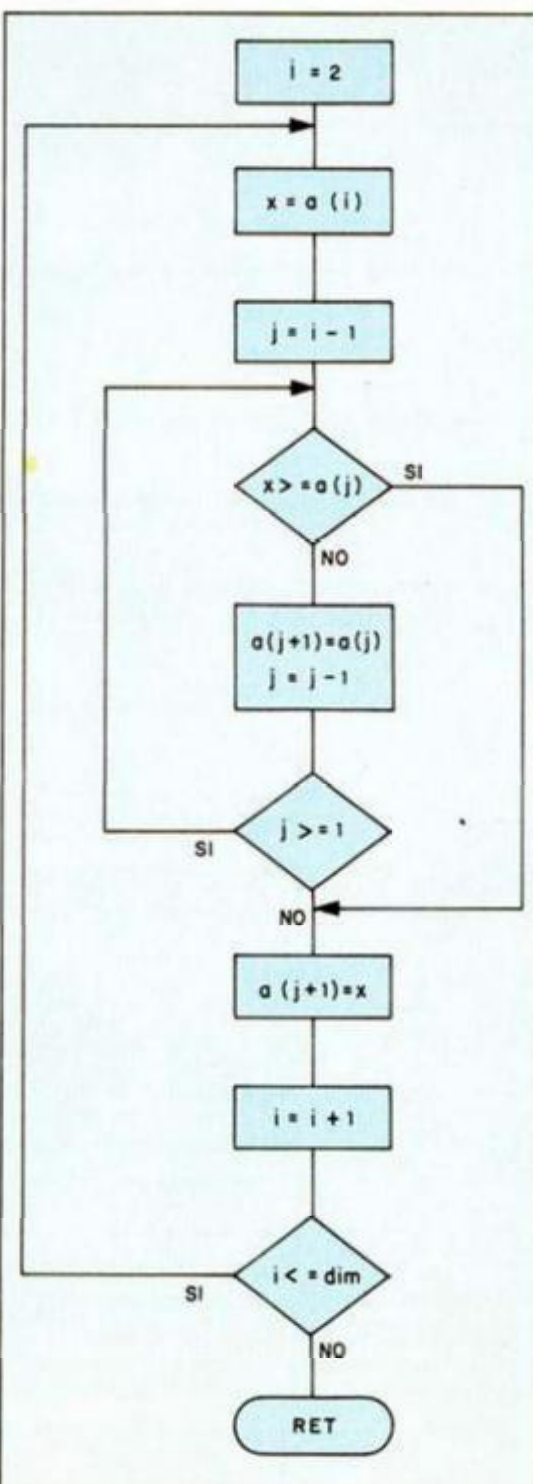 i = 2
x = a (i)
j = i - 1
x > = a (j)
SI
NO
a(j+1)=a(j)
j = j - 1
j > = 1
SI
NO
a (j+1)=x
i = i + 1
i < = dim
SI
NO
RET